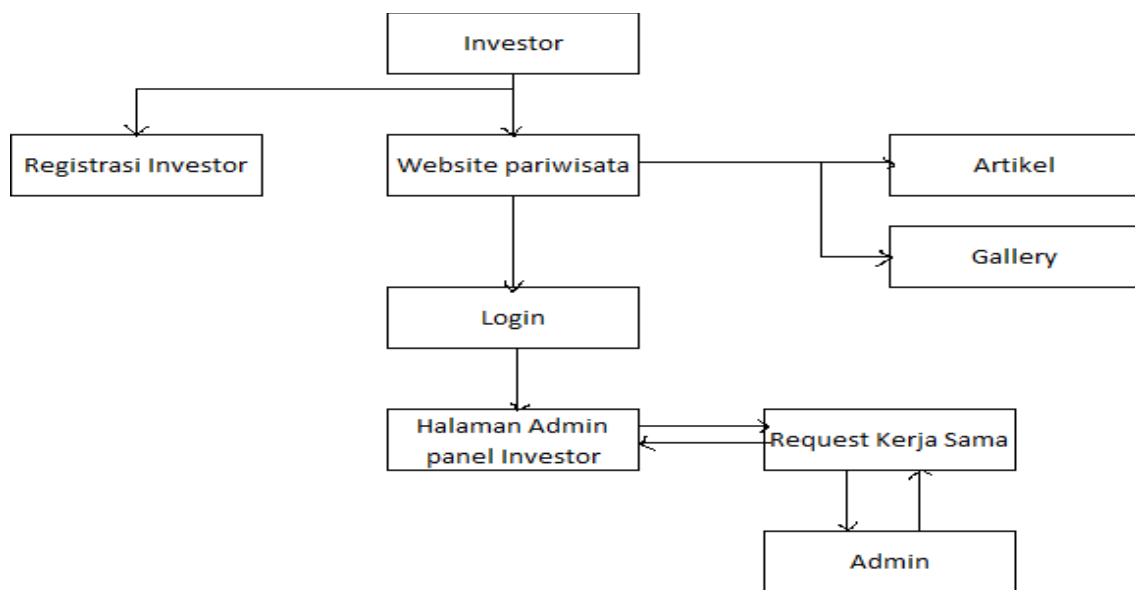 Investor
Registrasi Investor
Website pariwisata
Artikel
Gallery
Login
Halaman Admin
panel Investor
Request Kerja Sama
Admin